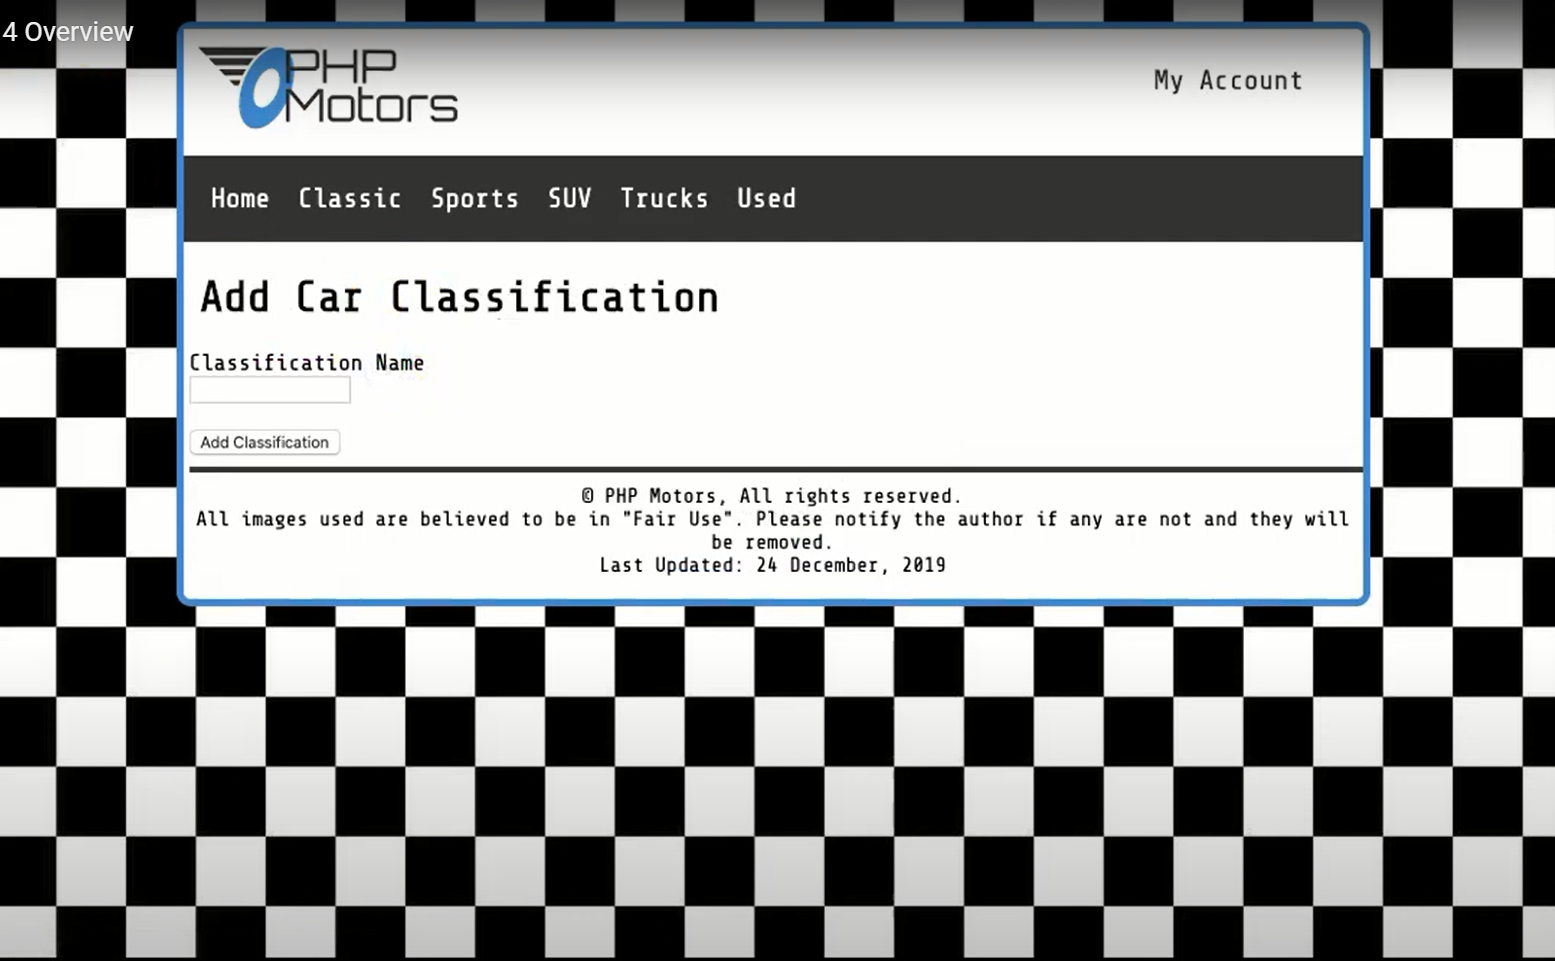 4 Overview
PHP
Motors
My Account
Home Classic Sports SUV Trucks Used
Add Car Classification
Classification Name
Add Classification
© PHP Motors, All rights reserved.
All images used are believed to be in "Fair Use". Please notify the author if any are not and they will
be removed.
Last Updated: 24 December, 2019